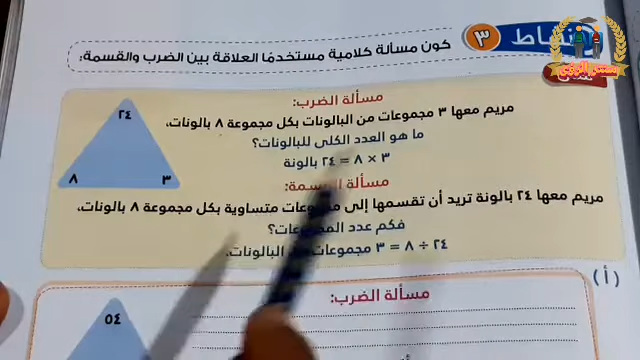 نشاط ٣
كون مسألة كلامية مستخدمًا العلاقة بين الضرب والقسمة:
مسألة الضرب:
مريم معها ٣ مجموعات من البالونات بكل مجموعة ٨ بالونات،
ما هو العدد الكلى للبالونات؟
٣ × ٨ = ٢٤ بالونة
مسألة القسمة:
مريم معها ٢٤ بالونة تريد أن تقسمها إلى مجموعات متساوية بكل مجموعة ٨ بالونات،
فكم عدد المجموعات؟
٢٤ ÷ ٨ = ٣ مجموعات من البالونات.
٢٤
٨
٣
(أ)
مسألة الضرب:
٥٤